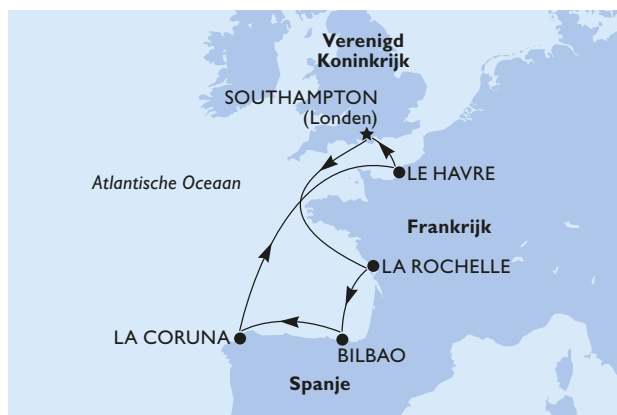 Verenigd
Koninkrijk
SOUTHAMPTON
(Londen)
LE HAVRE
Atlantische Oceaan
Frankrijk
LA ROCHELLE
LA CORUNA
BILBAO
Spanje